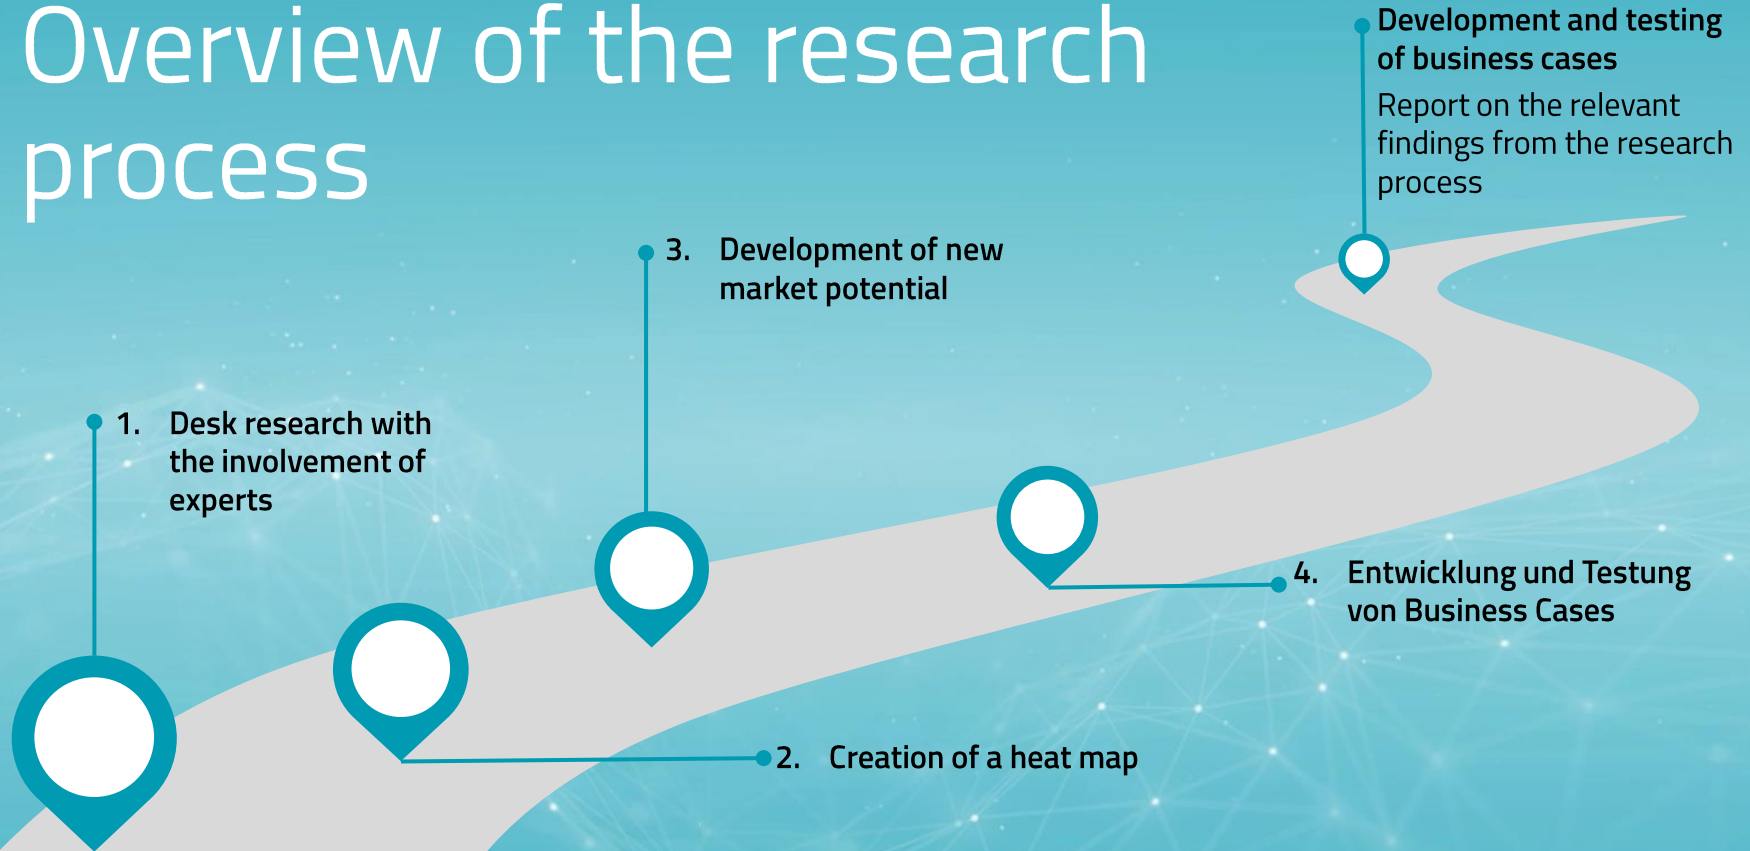 Overview of the research
process
Development and testing
of business cases
Report on the relevant
findings from the research
process
3. Development of new
market potential
1. Desk research with
the involvement of
experts
4. Entwicklung und Testung
von Business Cases
2. Creation of a heat map